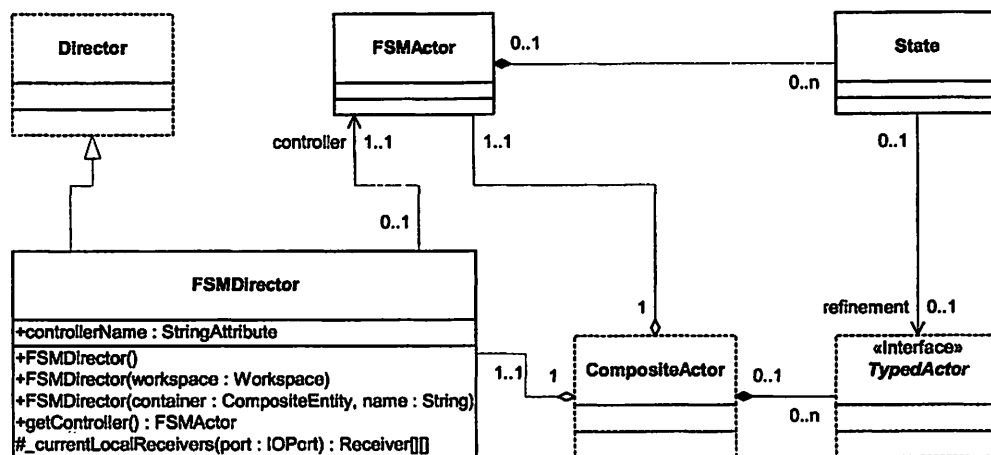 Director
FSMActor
0..1
0..n
State
controller
1..1
1..1
0..1
0..1
FSMDirector
+controllerName : StringAttribute
+FSMDirector()
+FSMDirector(workspace : Workspace)
+FSMDirector(container : CompositeEntity, name : String)
+getController() : FSMActor
#_currentLocalReceivers(port : IOPort) : Receiver[][]
1..1
1
1
CompositeActor
0..1
0..n
refinement
0..1
«Interface»
TypedActor